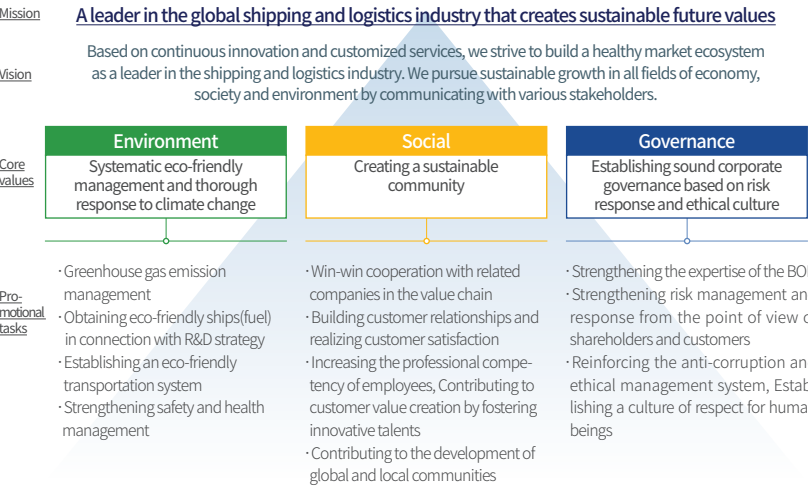 Mission
A leader in the global shipping and logistics industry that creates sustainable future values
Vision
Based on continuous innovation and customized services, we strive to build a healthy market ecosystem
as a leader in the shipping and logistics industry. We pursue sustainable growth in all fields of economy,
society and environment by communicating with various stakeholders.
Core
values
Environment
Systematic eco-friendly
management and thorough
response to climate change
Social
Creating a sustainable
community
Governance
Establishing sound corporate
governance based on risk
response and ethical culture
Pro-
motional
tasks
· Greenhouse gas emission
management
· Obtaining eco-friendly ships(fuel)
in connection with R&D strategy
· Establishing an eco-friendly
transportation system
· Strengthening safety and health
management
· Win-win cooperation with related
companies in the value chain
· Building customer relationships and
realizing customer satisfaction
· Increasing the professional compe-
tency of employees, Contributing to
customer value creation by fostering
innovative talents
· Contributing to the development of
global and local communities
· Strengthening the expertise of the
· Strengthening risk management
response from the point of view
shareholders and customers
· Reinforcing the anti-corruption
ethical management system,
lishing a culture of respect for
beings